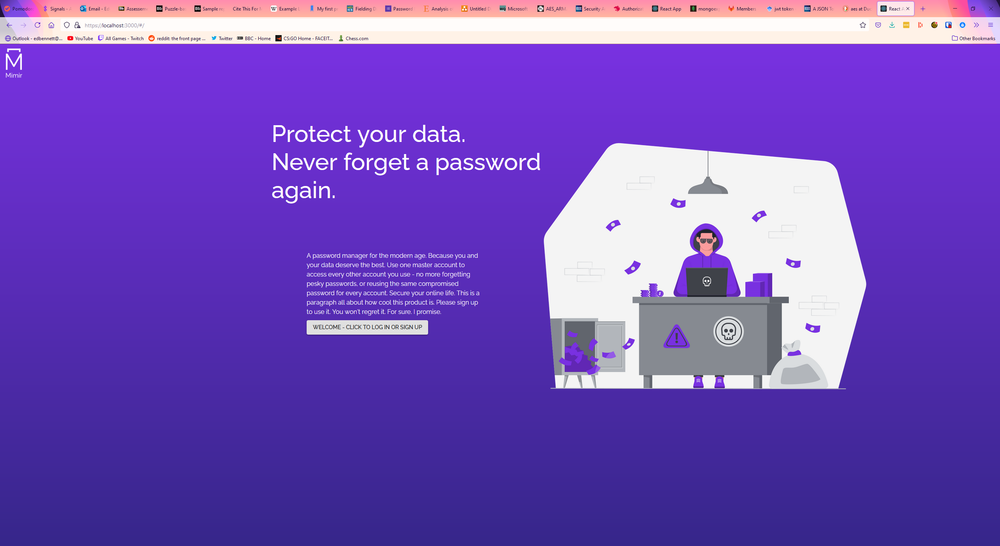 Pomodoro
Signals - A
Email - Ed
Assessme
Puzzle-ba
Sample re
Cite This For M
Example L
My first pr
Fielding D
Password
Analysis o
Untitled D
Microsoft
AES_ARM
Security A
Authorizat
React App
mongoexp
Members
jwt token
A JSON To
aes at Duc
React A
https://localhost:3000/#/
Outlook - edbennett@...
YouTube
All Games - Twitch
reddit: the front page ...
Twitter
BBC - Home
CS:GO Home - FACEIT...
Chess.com
Other Bookmarks
M
Mimir
Protect your data.
Never forget a password
again.
A password manager for the modern age. Because you and
your data deserve the best. Use one master account to
access every other account you use - no more forgetting
pesky passwords, or reusing the same compromised
password for every account. Secure your online life. This is a
paragraph all about how cool this product is. Please sign up
to use it. You won't regret it. For sure. I promise.
WELCOME - CLICK TO LOG IN OR SIGN UP